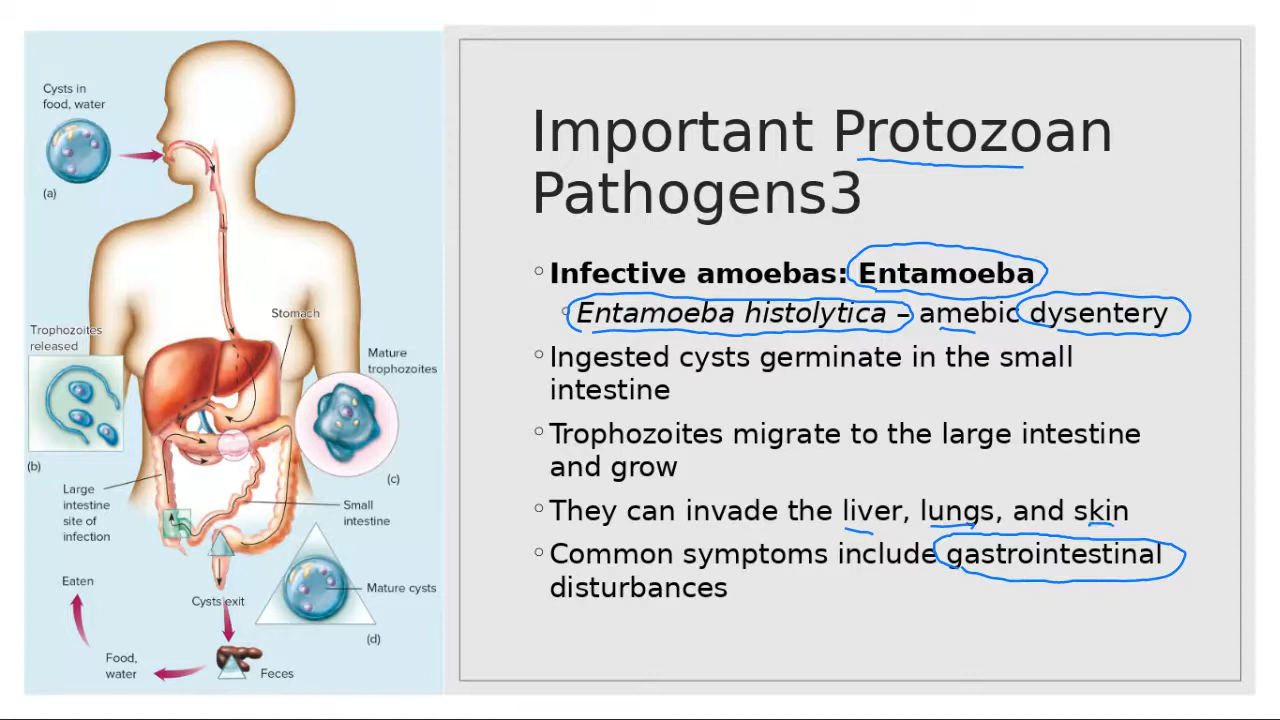 Cysts in
food, water
(a)
Stomach
Trophozoites
released
Mature
trophozoites
(b)
(c)
Large
intestine
site of
infection
Small
intestine
Eaten
Cysts exit
Mature cysts
(d)
Food,
water
Feces
Important Protozoan
Pathogens3
◦ Infective amoebas: Entamoeba
◦ Entamoeba histolytica – amebic dysentery
◦ Ingested cysts germinate in the small
intestine
◦ Trophozoites migrate to the large intestine
and grow
◦ They can invade the liver, lungs, and skin
◦ Common symptoms include gastrointestinal
disturbances